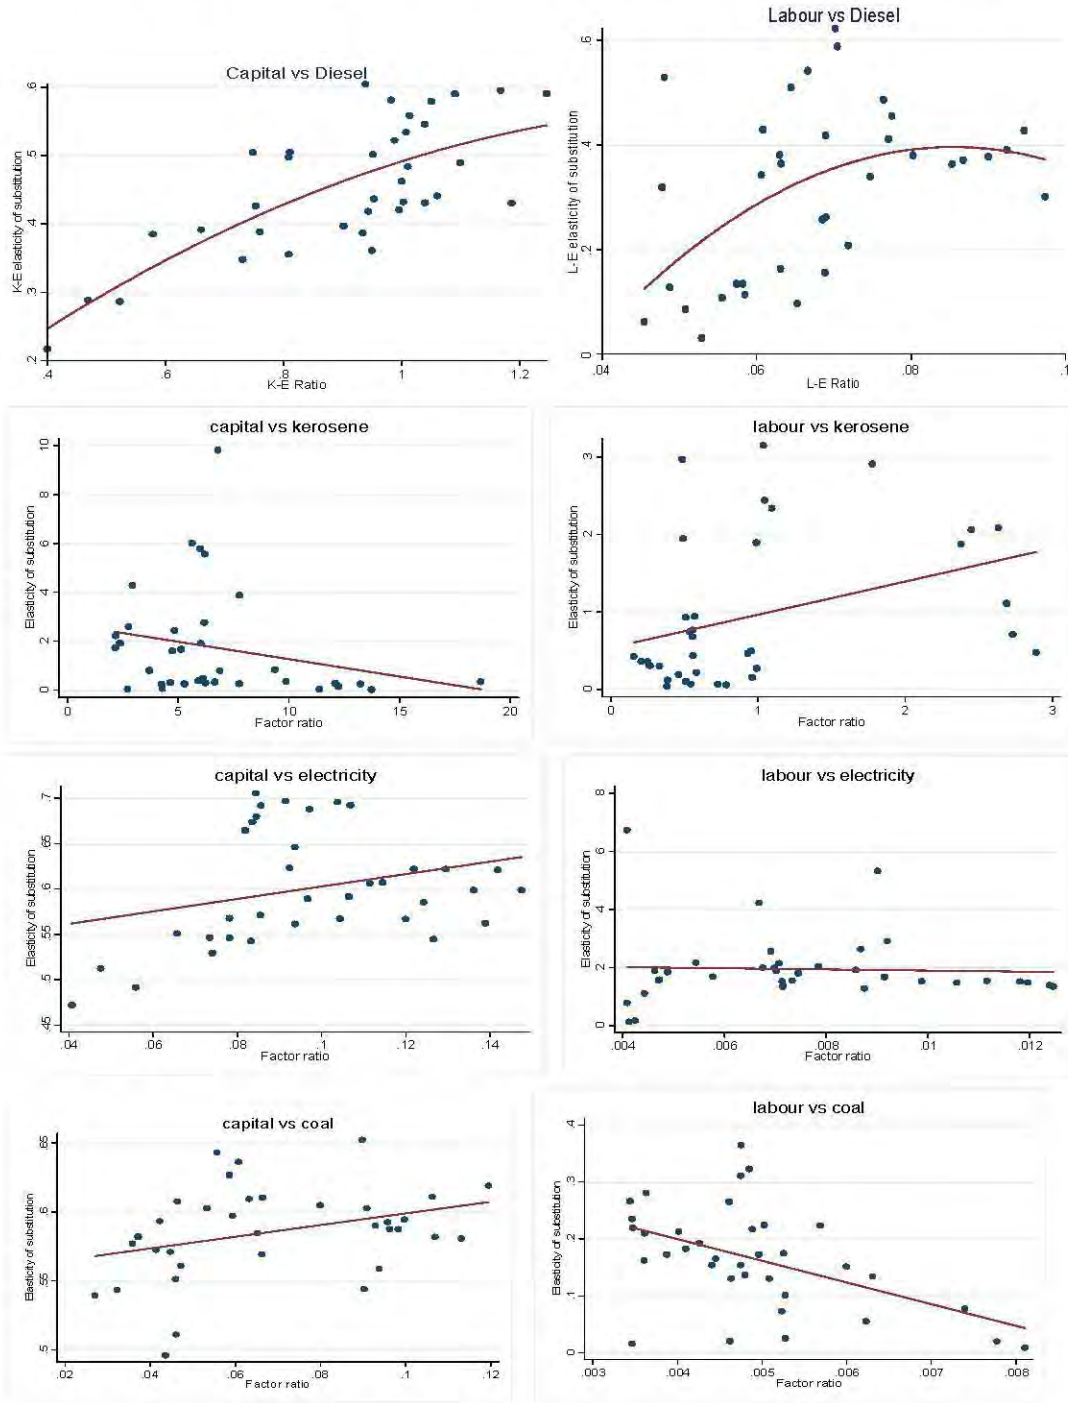 Capital vs Diesel
K-E elasticity of substitution
.6
.5
.4
.3
.2
.4 .6 .8 1 1.2
K-E Ratio
Labour vs Diesel
L-E elasticity of substitution
.6
.4
.2
0
.04 .06 .08 .1
L-E Ratio
capital vs kerosene
Elasticity of substitution
10
8
6
4
2
0
0 5 10 15 20
Factor ratio
labour vs kerosene
Elasticity of substitution
3
2
1
0
0 1 2 3
Factor ratio
capital vs electricity
Elasticity of substitution
.7
.65
.6
.55
.5
.45
.04 .06 .08 .1 .12 .14
Factor ratio
labour vs electricity
Elasticity of substitution
8
6
4
2
0
.004 .006 .008 .01 .012
Factor ratio
capital vs coal
Elasticity of substitution
.65
.6
.55
.5
.02 .04 .06 .08 .1 .12
Factor ratio
labour vs coal
Elasticity of substitution
.4
.3
.2
.1
0
.003 .004 .005 .006 .007 .008
Factor ratio